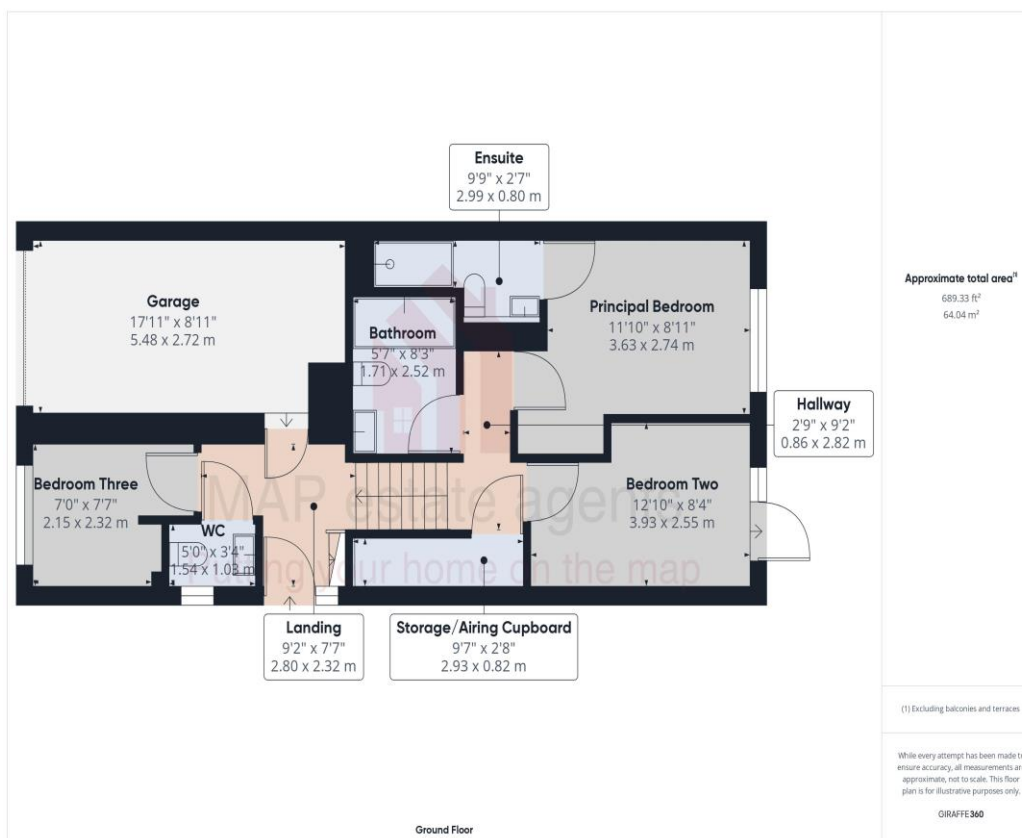 Ensuite
9'9" x 2'7"
2.99 x 0.80 m
Garage
17'11" x 8'11"
5.48 x 2.72 m
Bathroom
5'7" x 8'3"
1.71 x 2.52 m
Principal Bedroom
11'10" x 8'11"
3.63 x 2.74 m
Hallway
2'9" x 9'2"
0.86 x 2.82 m
Bedroom Three
7'0" x 7'7"
2.15 x 2.32 m
WC
5'0" x 3'4"
1.54 x 1.03 m
Bedroom Two
12'10" x 8'4"
3.93 x 2.55 m
MAP estate agents
Putting your home on the map
Landing
9'2" x 7'7"
2.80 x 2.32 m
Storage/Airing Cupboard
9'7" x 2'8"
2.93 x 0.82 m
Ground Floor
Approximate total area(1)
689.33 ft²
64.04 m²
(1) Excluding balconies and terraces
While every attempt has been made to
ensure accuracy, all measurements are
approximate, not to scale. This floor
plan is for illustrative purposes only.
GIRAFFE360